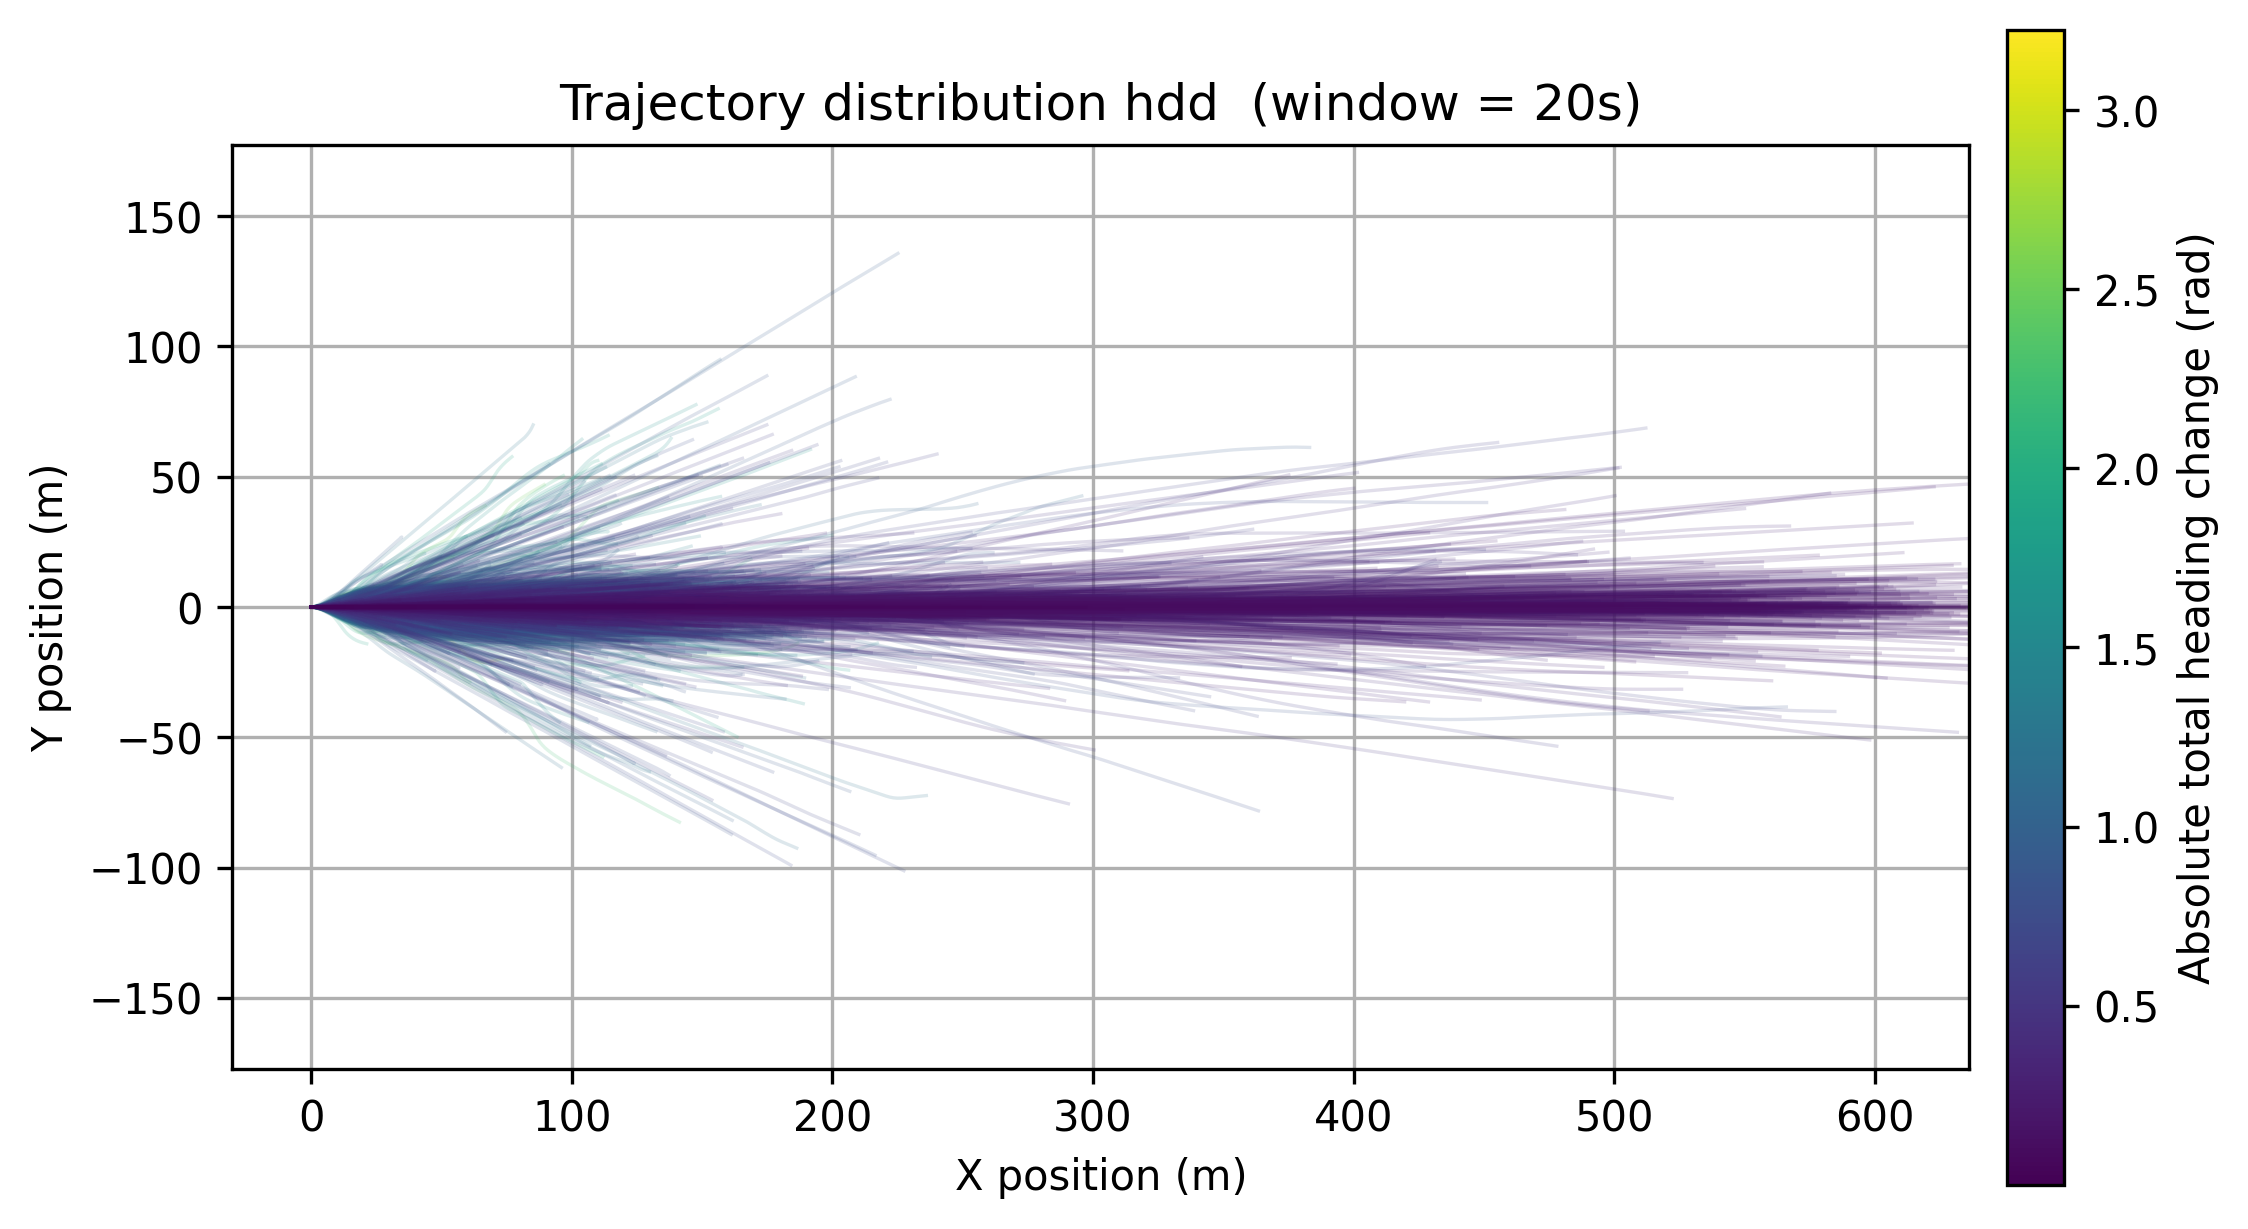 Trajectory distribution hdd  (window = 20s)
Y position (m)
150
100
50
0
−50
−100
−150
0 100 200 300 400 500 600
X position (m)
3.0
2.5
2.0
1.5
1.0
0.5
Absolute total heading change (rad)